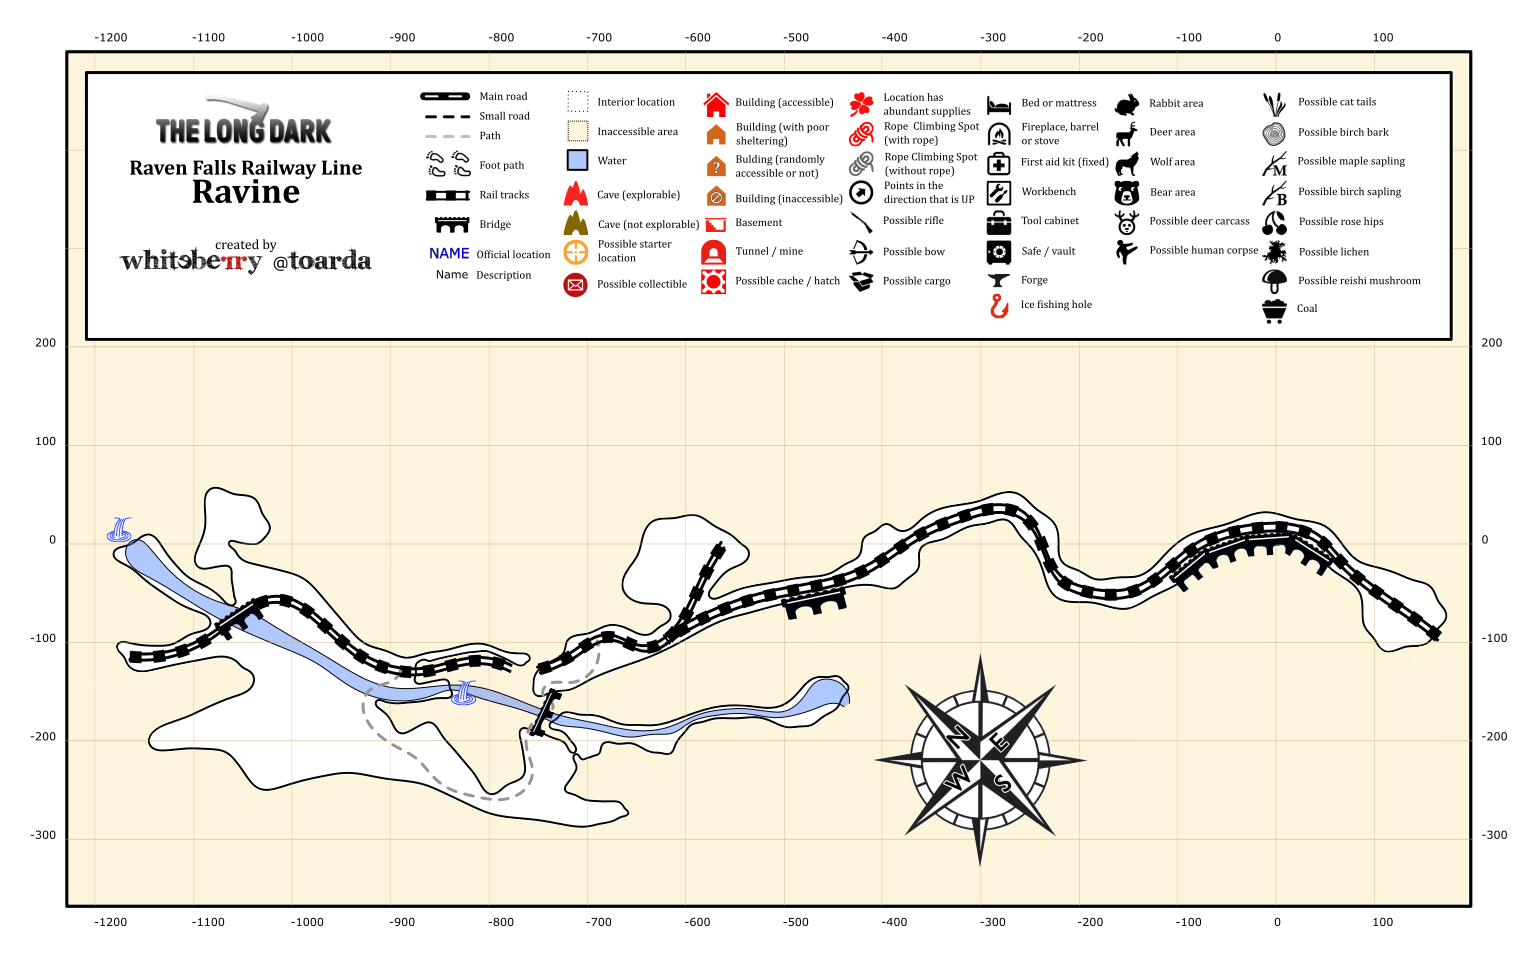 -1200 -1100 -1000 -900 -800 -700 -600 -500 -400 -300 -200 -100 0 100
THE LONG DARK
Raven Falls Railway Line
Ravine
created by
whiteberry @toarda
Main road
Small road
Path
Foot path
Rail tracks
Bridge
NAME Official location
Name Description
Interior location
Inaccessible area
Water
Cave (explorable)
Cave (not explorable)
Possible starter
location
Possible collectible
Building (accessible)
Building (with poor
sheltering)
Bulding (randomly
accessible or not)
?
Building (inaccessible)
Basement
Tunnel / mine
Possible cache / hatch
Location has
abundant supplies
Rope Climbing Spot
(with rope)
Rope Climbing Spot
(without rope)
Points in the
direction that is UP
Possible rifle
Possible bow
Possible cargo
Bed or mattress
Fireplace, barrel
or stove
First aid kit (fixed)
Workbench
Tool cabinet
Safe / vault
Forge
Ice fishing hole
Rabbit area
Deer area
Wolf area
Bear area
Possible deer carcass
Possible human corpse
Possible cat tails
Possible birch bark
M Possible maple sapling
B Possible birch sapling
Possible rose hips
Possible lichen
Possible reishi mushroom
Coal
200 200
100 100
0 0
-100 -100
-200 -200
-300 -300
N E
W S
-1200 -1100 -1000 -900 -800 -700 -600 -500 -400 -300 -200 -100 0 100